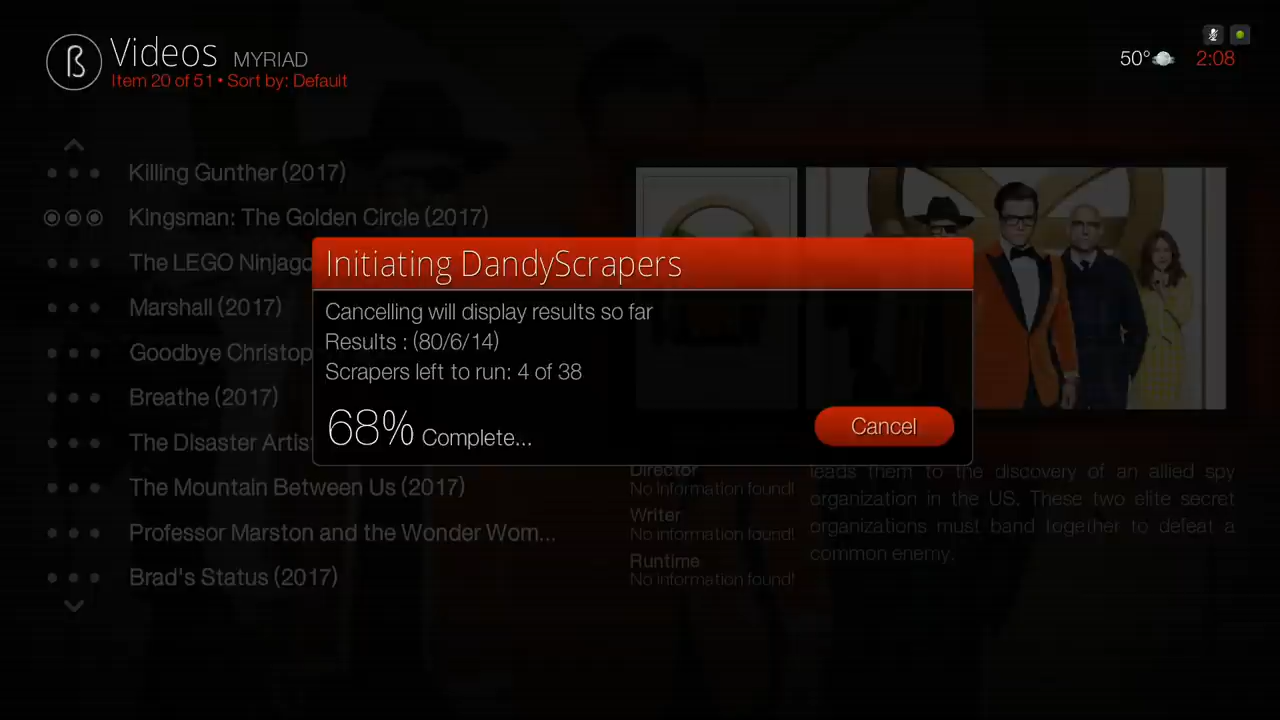 ß Videos MYRIAD
Item 20 of 51 • Sort by: Default
50° 2:08
Killing Gunther (2017)
Kingsman: The Golden Circle (2017)
The LEGO Ninjago
Marshall (2017)
Goodbye Christop
Breathe (2017)
The Disaster Artis
The Mountain Between Us (2017)
Professor Marston and the Wonder Wom...
Brad's Status (2017)
Initiating DandyScrapers
Cancelling will display results so far
Results : (80/6/14)
Scrapers left to run: 4 of 38
68% Complete...
Cancel
Director
No information found!
Writer
No information found!
Runtime
No information found!
leads them to the discovery of an allied spy
organization in the US. These two elite secret
organizations must band together to defeat a
common enemy.